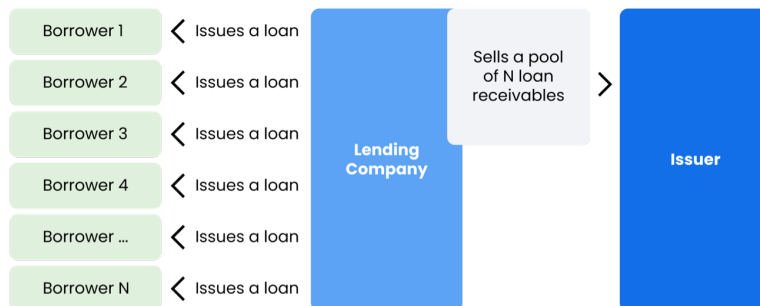 Borrower 1
Issues a loan
Borrower 2
Issues a loan
Borrower 3
Issues a loan
Borrower 4
Issues a loan
Borrower ...
Issues a loan
Borrower N
Issues a loan
Lending
Company
Sells a pool
of N loan
receivables
Issuer